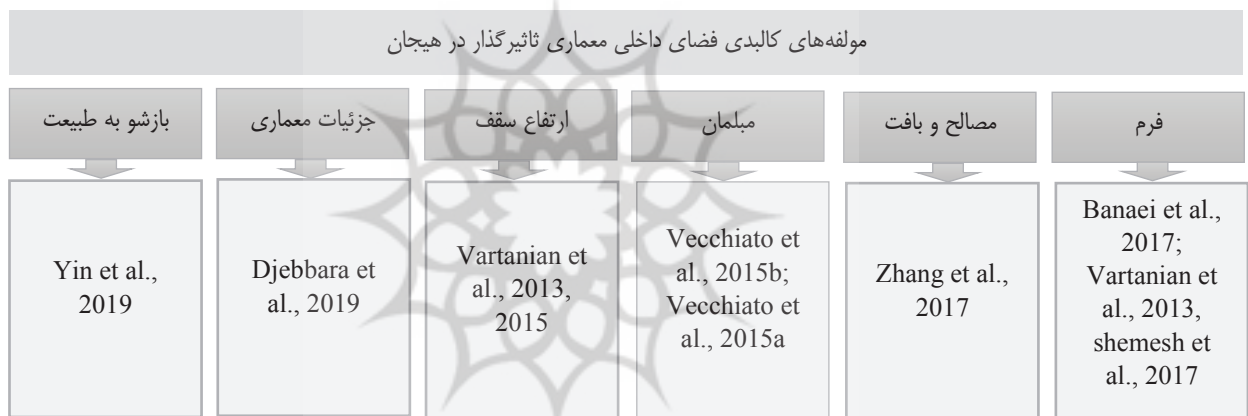 مولفه‌های کالبدی فضای داخلی معماری تاثیرگذار در هیجان
فرم
مصالح و بافت
مبلمان
ارتفاع سقف
جزئیات معماری
بازشو به طبیعت
Banaei et al.,
2017;
Vartanian et
al., 2013,
shemesh et
al., 2017
Zhang et al.,
2017
Vecchiato et
al., 2015b;
Vecchiato et
al., 2015a
Vartanian et
al., 2013,
2015
Djebbara et
al., 2019
Yin et al.,
2019